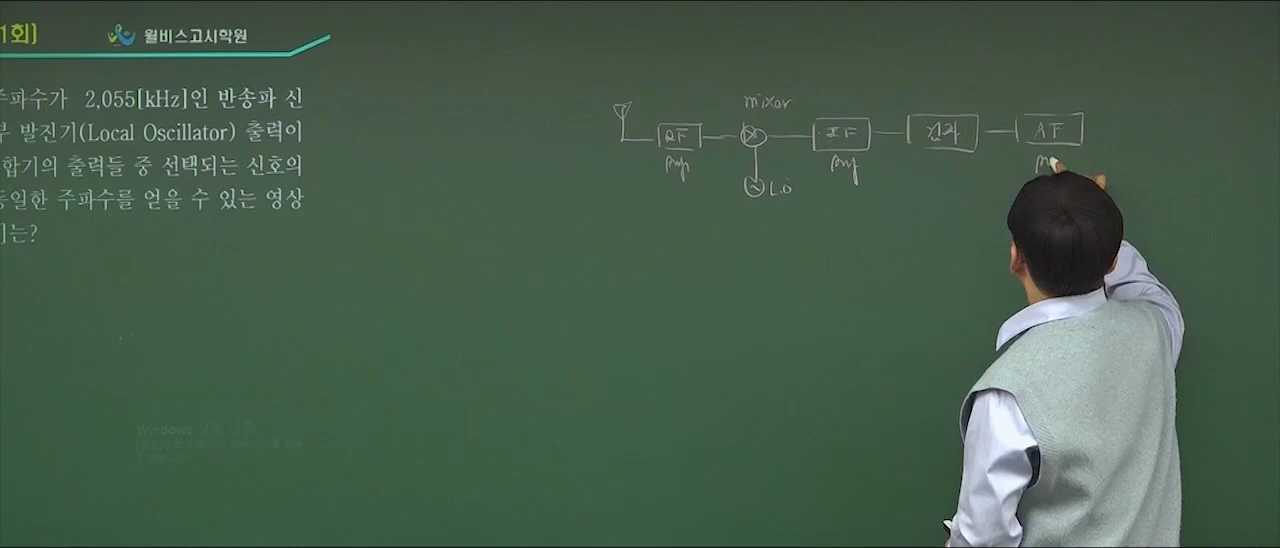 1회)
윌비스고시학원
주파수가 2,055[kHz]인 반송파 신
부 발진기(Local Oscillator) 출력이
합기의 출력들 중 선택되는 신호의
동일한 주파수를 얻을 수 있는 영상
는?
mixer
RF
IF
검파
AF
Amp
Amp
LO
Windows